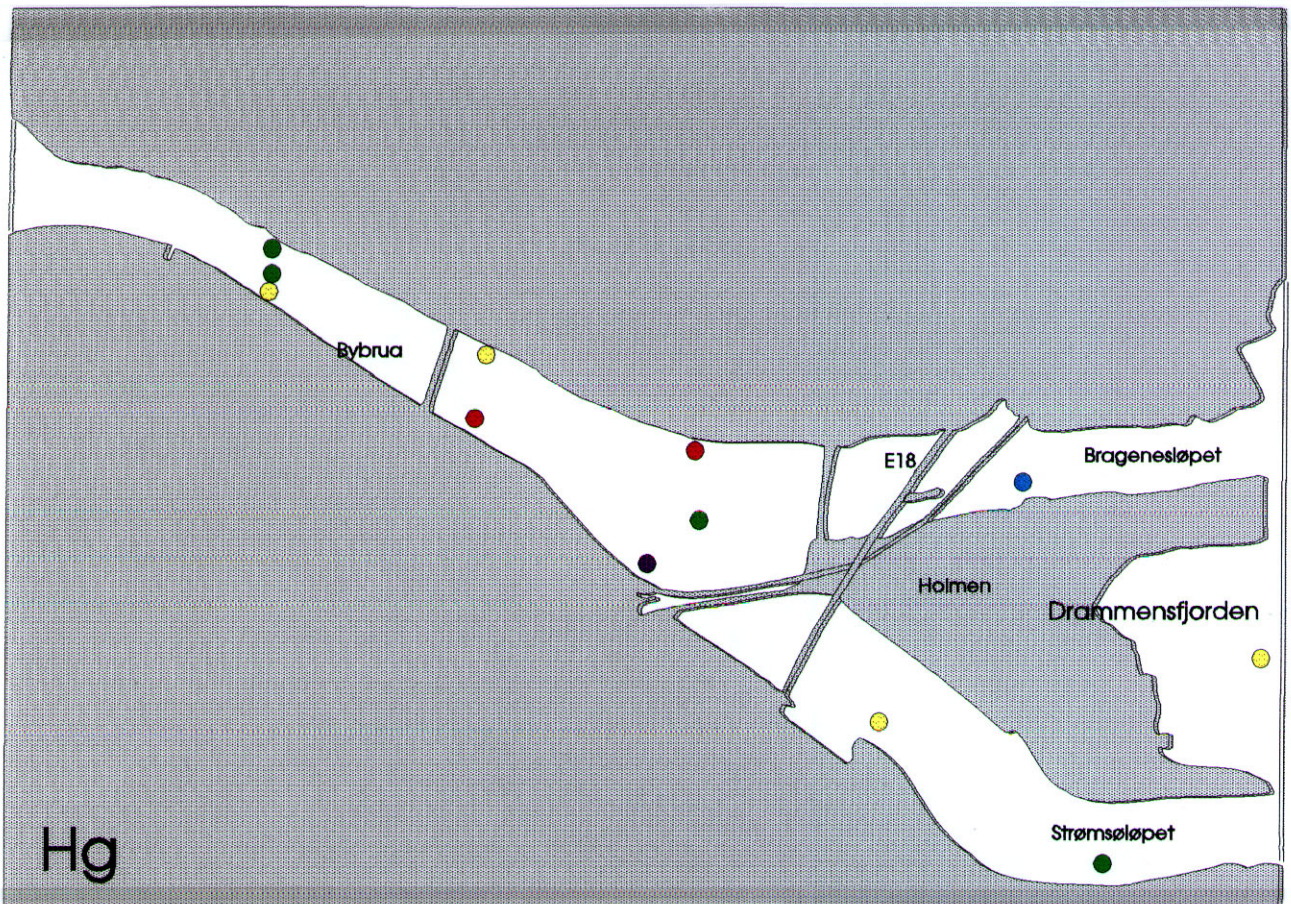 Bybrua
E18
Bragenesløpet
Holmen
Drammensfjorden
Strømsøløpet
Hg